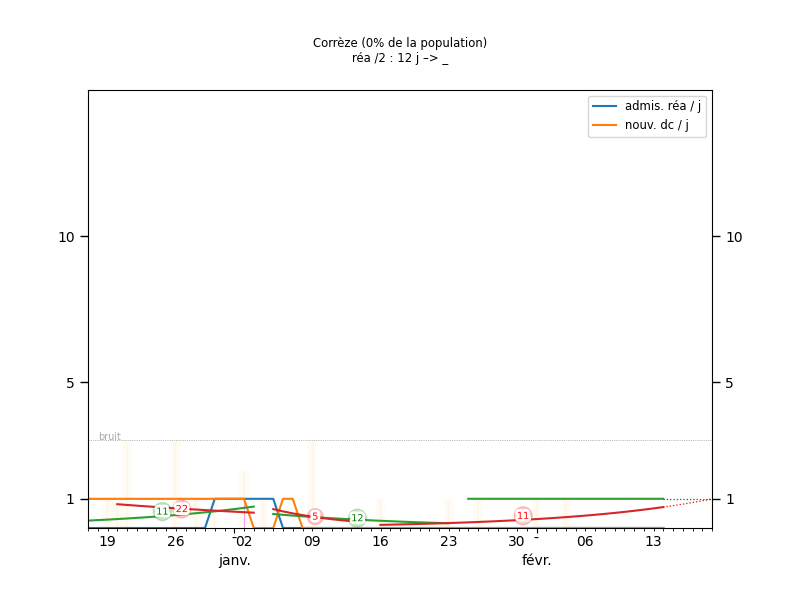 Corrèze (0% de la population)
réa /2 : 12 j –> _
admis. réa / j
nouv. dc / j
10 10
5 5
bruit
1 1
11 22 5 12 11
19 26 02 09 16 23 30 06 13
janv. févr.